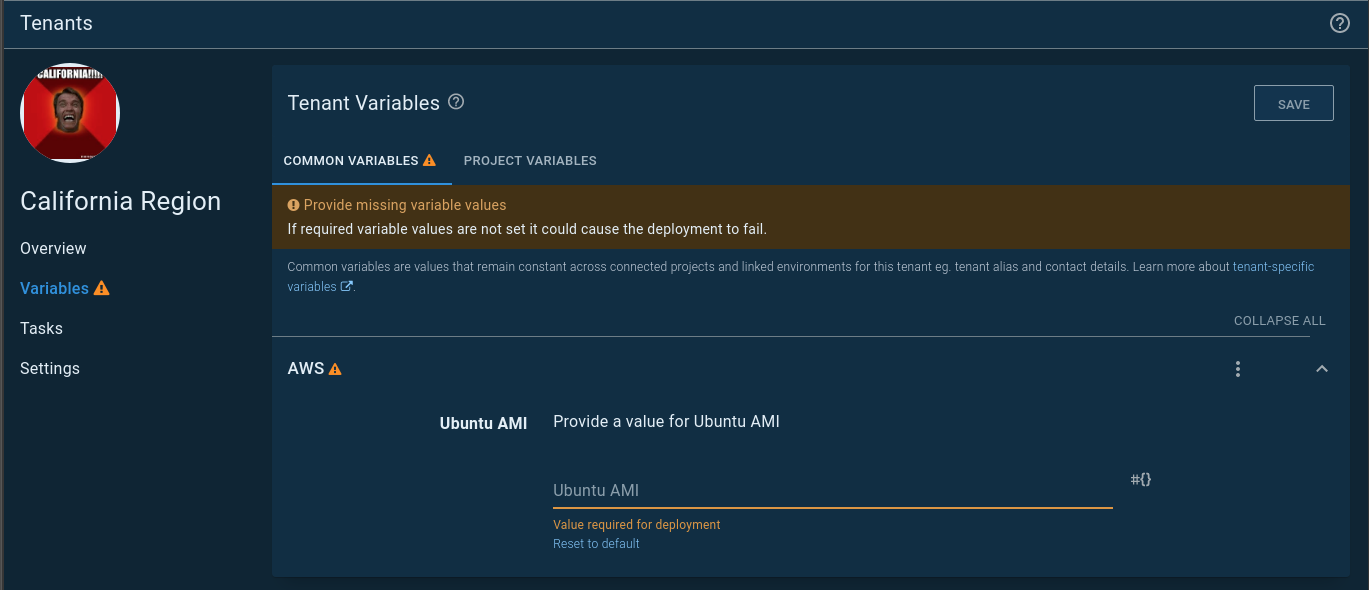 Tenants
CALIFORNIA!!!!!
California Region
Overview
Variables
Tasks
Settings
Tenant Variables
SAVE
COMMON VARIABLES
PROJECT VARIABLES
Provide missing variable values
If required variable values are not set it could cause the deployment to fail.
Common variables are values that remain constant across connected projects and linked environments for this tenant eg. tenant alias and contact details. Learn more about tenant-specific
variables .
COLLAPSE ALL
AWS
Ubuntu AMI
Provide a value for Ubuntu AMI
Ubuntu AMI
#{}
Value required for deployment
Reset to default